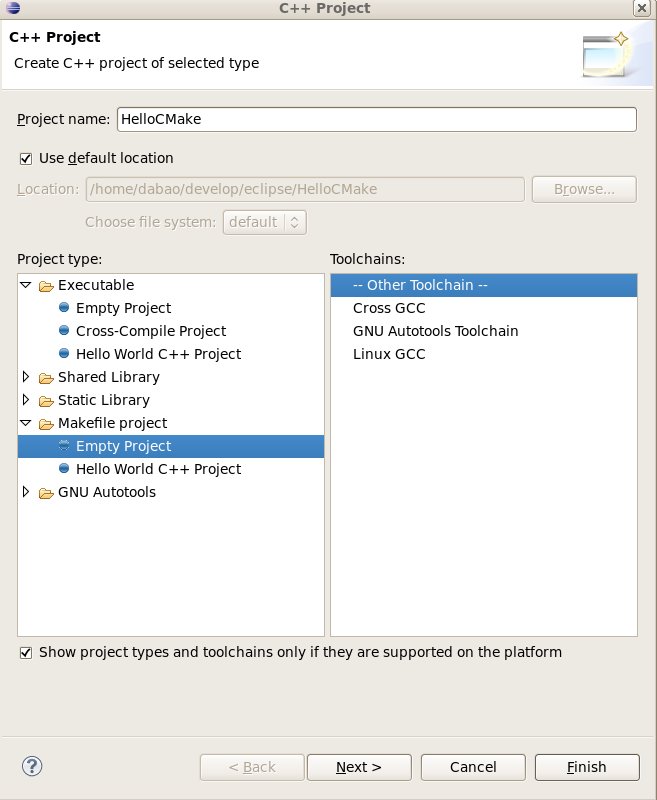 C++ Project
C++ Project
Create C++ project of selected type
Project name: HelloCMake
Use default location
Location: /home/dabao/develop/eclipse/HelloCMake Browse...
Choose file system: default
Project type:
Executable
Empty Project
Cross-Compile Project
Hello World C++ Project
Shared Library
Static Library
Makefile project
Empty Project
Hello World C++ Project
GNU Autotools
Toolchains:
-- Other Toolchain --
Cross GCC
GNU Autotools Toolchain
Linux GCC
Show project types and toolchains only if they are supported on the platform
? < Back Next > Cancel Finish